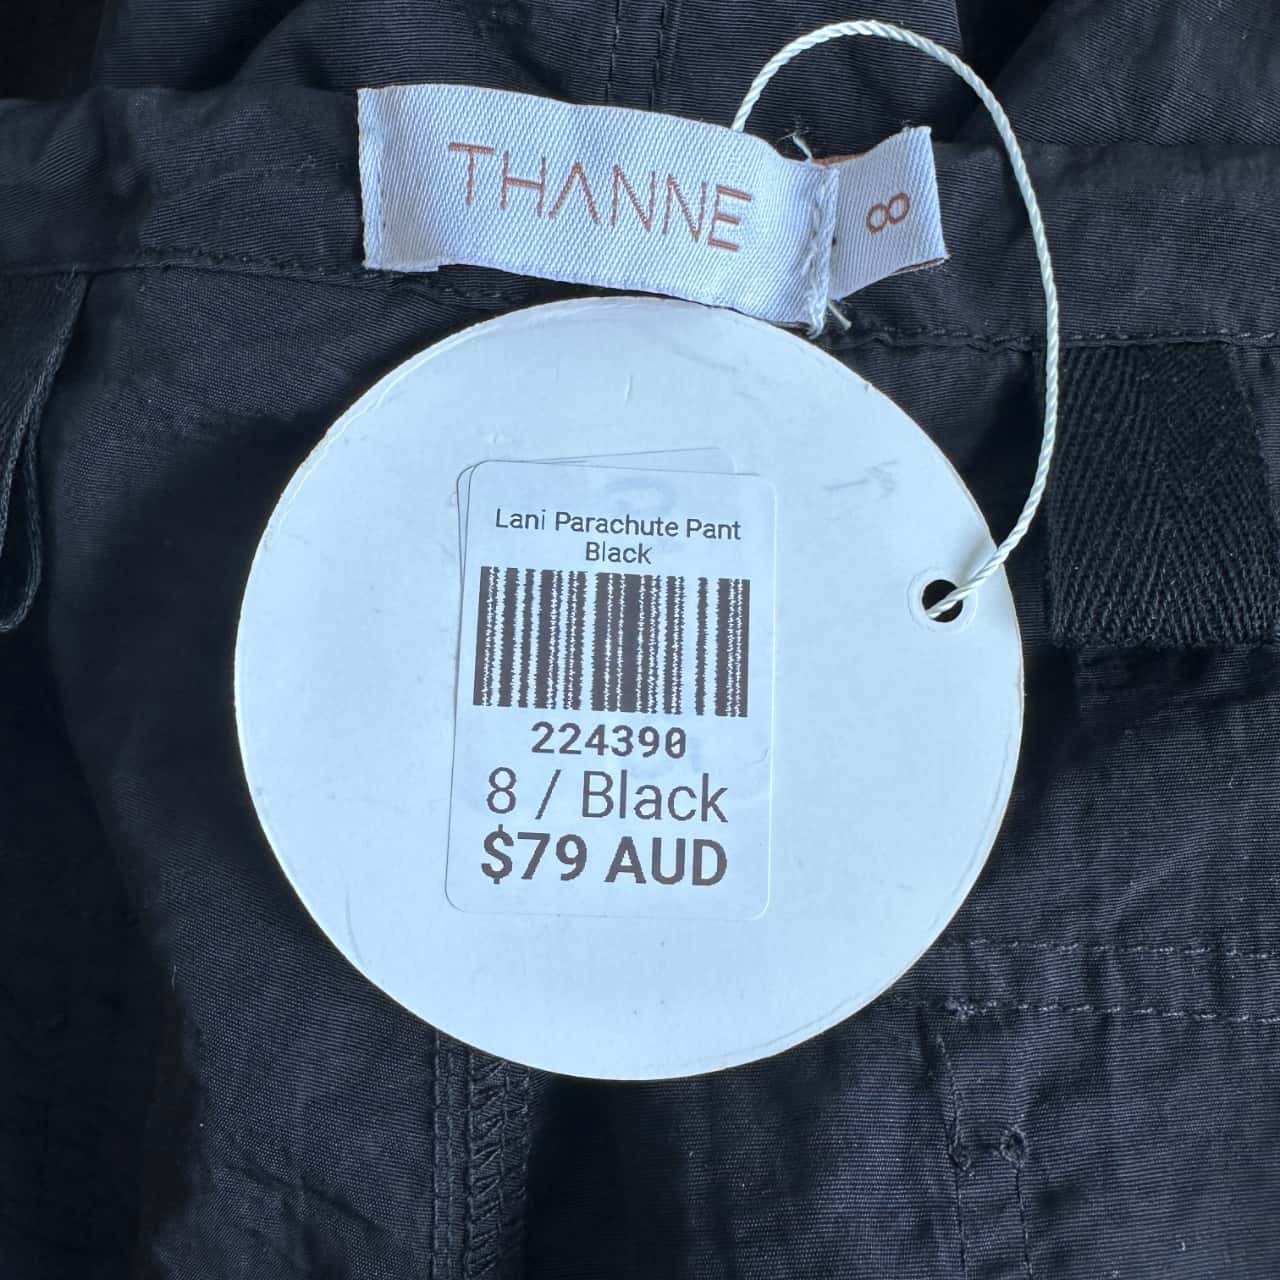 THANNE
8
Lani Parachute Pant
Black
224390
8 / Black
$79 AUD